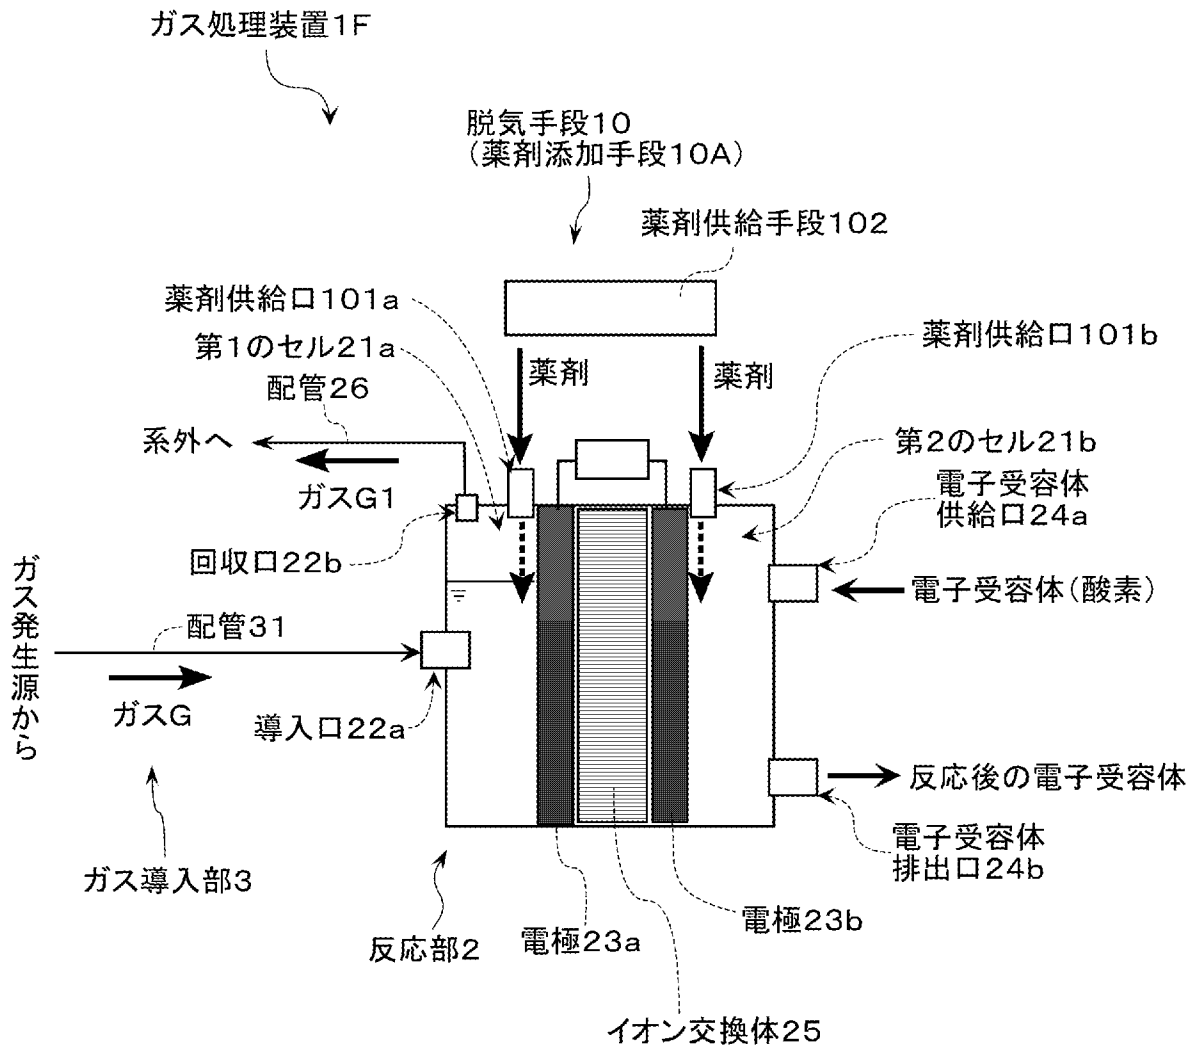 ガス処理装置1F
脱気手段10
(薬剤添加手段10A)
薬剤供給手段102
薬剤供給口101a
第1のセル21a
配管26
系外へ
ガスG1
薬剤
薬剤
薬剤供給口101b
第2のセル21b
電子受容体
供給口24a
回収口22b
電子受容体(酸素)
ガス発生源から
配管31
ガスG
導入口22a
反応後の電子受容体
電子受容体
排出口24b
ガス導入部3
反応部2
電極23a
電極23b
イオン交換体25